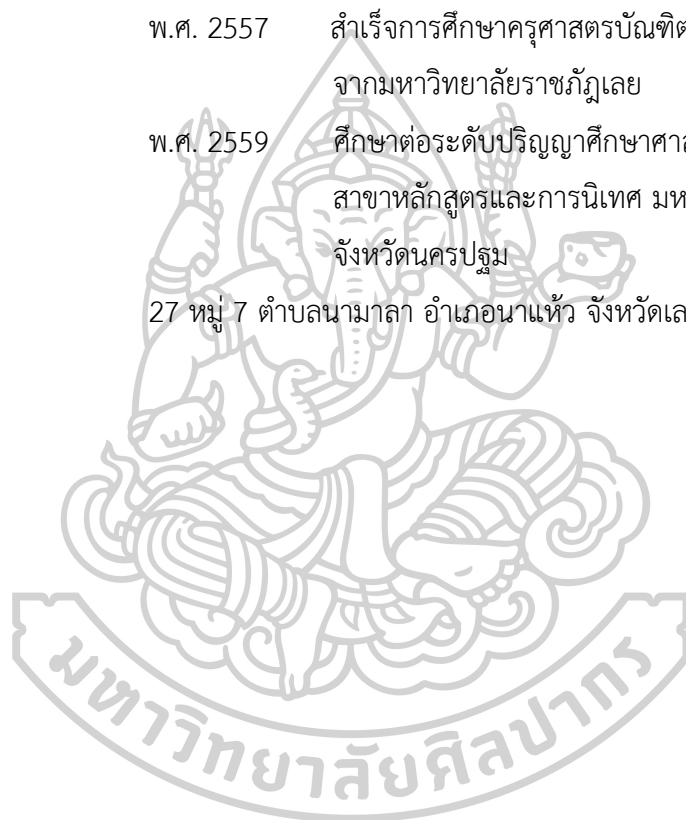 พ.ศ. 2557 สำเร็จการศึกษาครุศาสตรบัณฑิต
จากมหาวิทยาลัยราชภัฏเลย
พ.ศ. 2559 ศึกษาต่อระดับปริญญาศึกษาศา
สาขาหลักสูตรและการนิเทศ มห
จังหวัดนครปฐม
27 หมู่ 7 ตำบลนามาลา อำเภอนาแห้ว จังหวัดเล
มหาวิทยาลัยศิลปากร